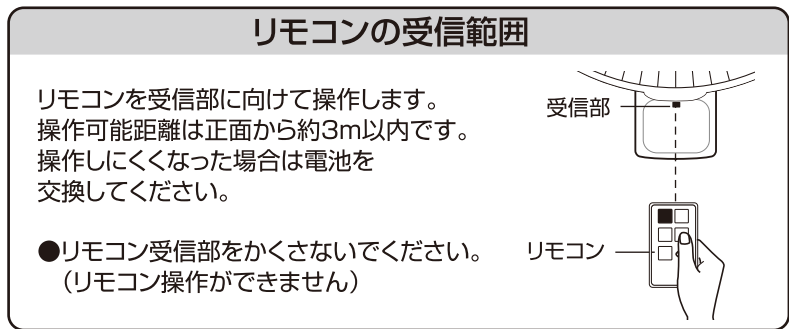 リモコンの受信範囲
リモコンを受信部に向けて操作します。
操作可能距離は正面から約3m以内です。
操作しにくくなった場合は電池を
交換してください。
●リモコン受信部をかくさないでください。
（リモコン操作ができません）
受信部
リモコン